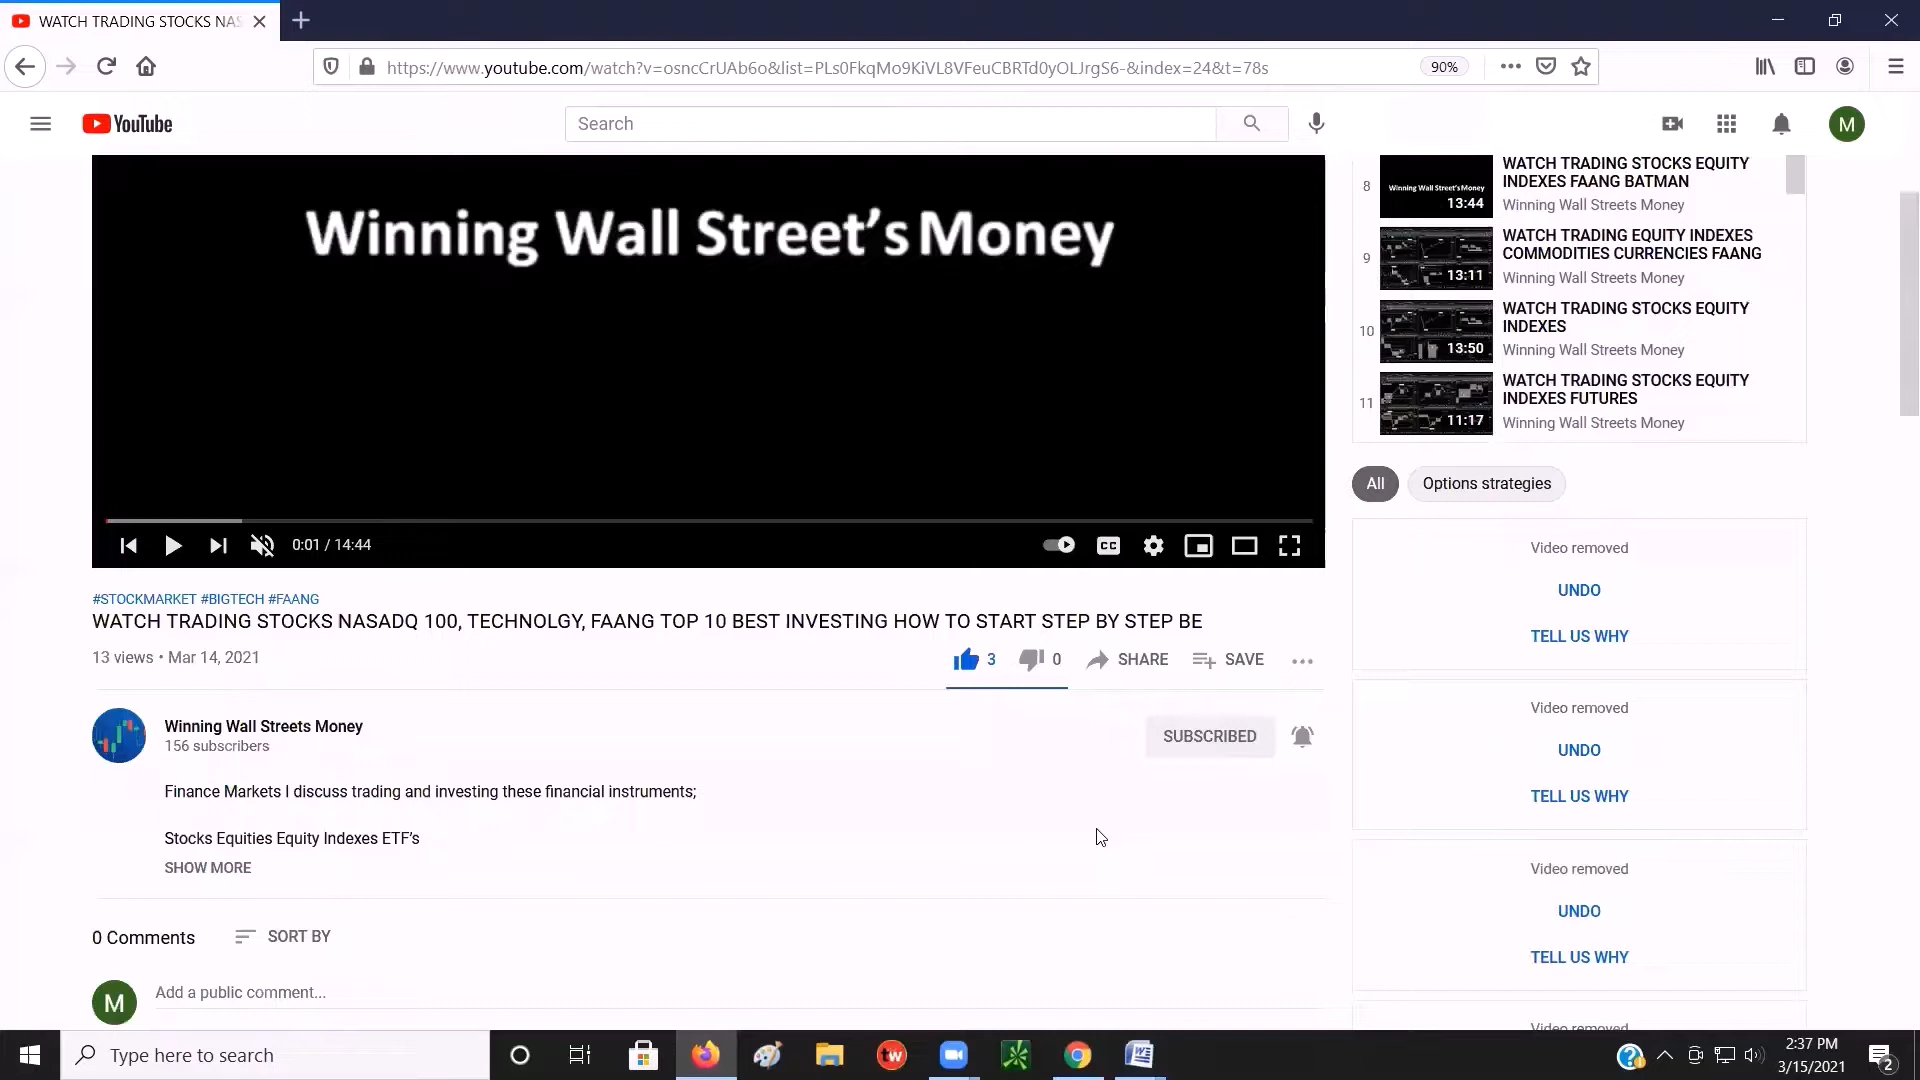 WATCH TRADING STOCKS NAS
https://www.youtube.com/watch?v=osncCrUAb6o&list=PLs0FkqMo9KiVL8VFeuCBRTd0yOLJrgS6-&index=24&t=78s
90%
YouTube
Search
M
Winning Wall Street's Money
0:01 / 14:44
CC
#STOCKMARKET #BIGTECH #FAANG
WATCH TRADING STOCKS NASADQ 100, TECHNOLGY, FAANG TOP 10 BEST INVESTING HOW TO START STEP BY STEP BE
13 views • Mar 14, 2021
3
0
SHARE
SAVE
Winning Wall Streets Money
156 subscribers
SUBSCRIBED
Finance Markets I discuss trading and investing these financial instruments;
Stocks Equities Equity Indexes ETF's
SHOW MORE
0 Comments
SORT BY
M
Add a public comment...
8
Winning Wall Street's Money
13:44
WATCH TRADING STOCKS EQUITY
INDEXES FAANG BATMAN
Winning Wall Streets Money
9
13:11
WATCH TRADING EQUITY INDEXES
COMMODITIES CURRENCIES FAANG
Winning Wall Streets Money
10
13:50
WATCH TRADING STOCKS EQUITY
INDEXES
Winning Wall Streets Money
11
11:17
WATCH TRADING STOCKS EQUITY
INDEXES FUTURES
Winning Wall Streets Money
All
Options strategies
Video removed
UNDO
TELL US WHY
Video removed
UNDO
TELL US WHY
Video removed
UNDO
TELL US WHY
Video removed
Type here to search
tw
2:37 PM
3/15/2021
2